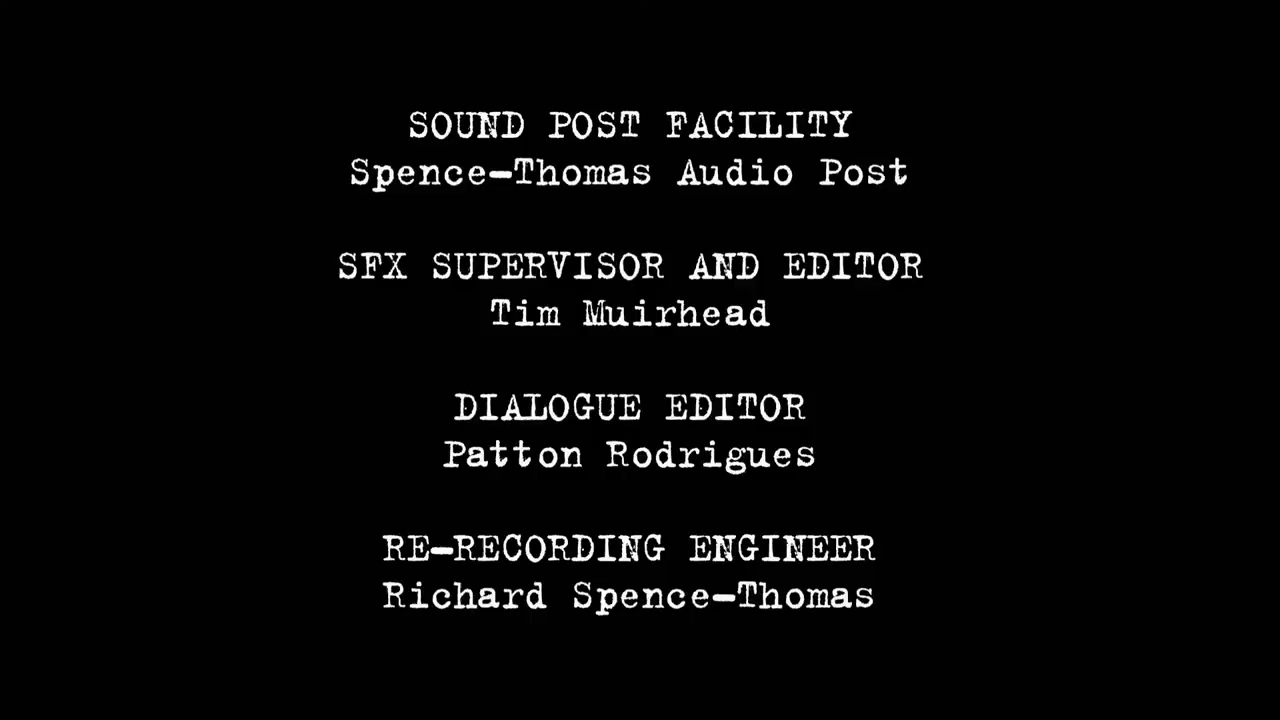 SOUND POST FACILITY
Spence-Thomas Audio Post
SFX SUPERVISOR AND EDITOR
Tim Muirhead
DIALOGUE EDITOR
Patton Rodrigues
RE-RECORDING ENGINEER
Richard Spence-Thomas